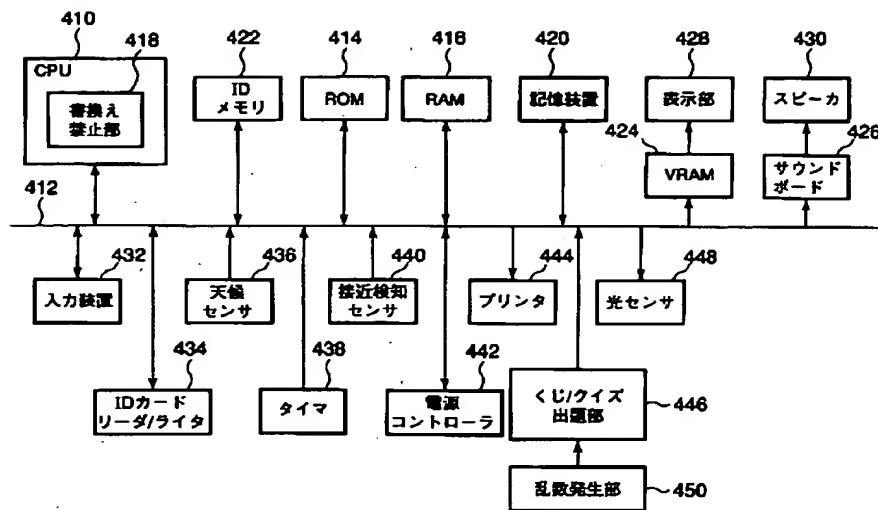 410
418
CPU
書換え
禁止部
422
ID
メモリ
414
ROM
416
RAM
420
記憶装置
428
表示部
424
VRAM
430
スピーカ
426
サウンド
ボード
412
432
入力装置
436
天候
センサ
440
接近検知
センサ
444
プリンタ
448
光センサ
434
IDカード
リーダ/ライタ
438
タイマ
442
電源
コントローラ
くじ/クイズ
出題部
446
乱数発生部
450